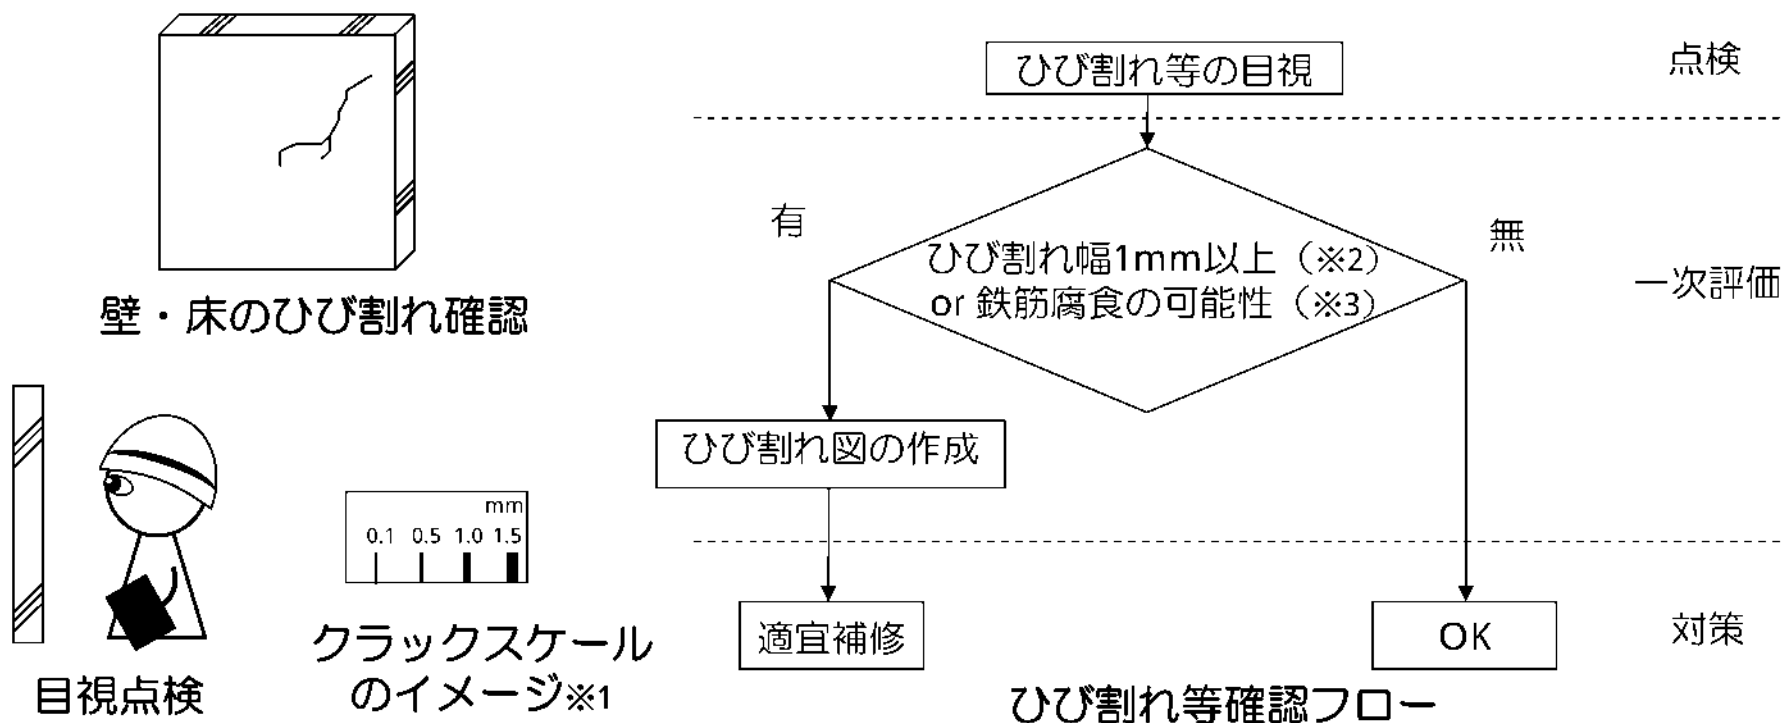 壁・床のひび割れ確認
目視点検
mm
0.1 0.5 1.0 1.5
クラックスケール
のイメージ※1
ひび割れ等の目視
点検
有
無
ひび割れ幅1mm以上（※2）
or 鉄筋腐食の可能性（※3）
一次評価
ひび割れ図の作成
適宜補修
OK
対策
ひび割れ等確認フロー